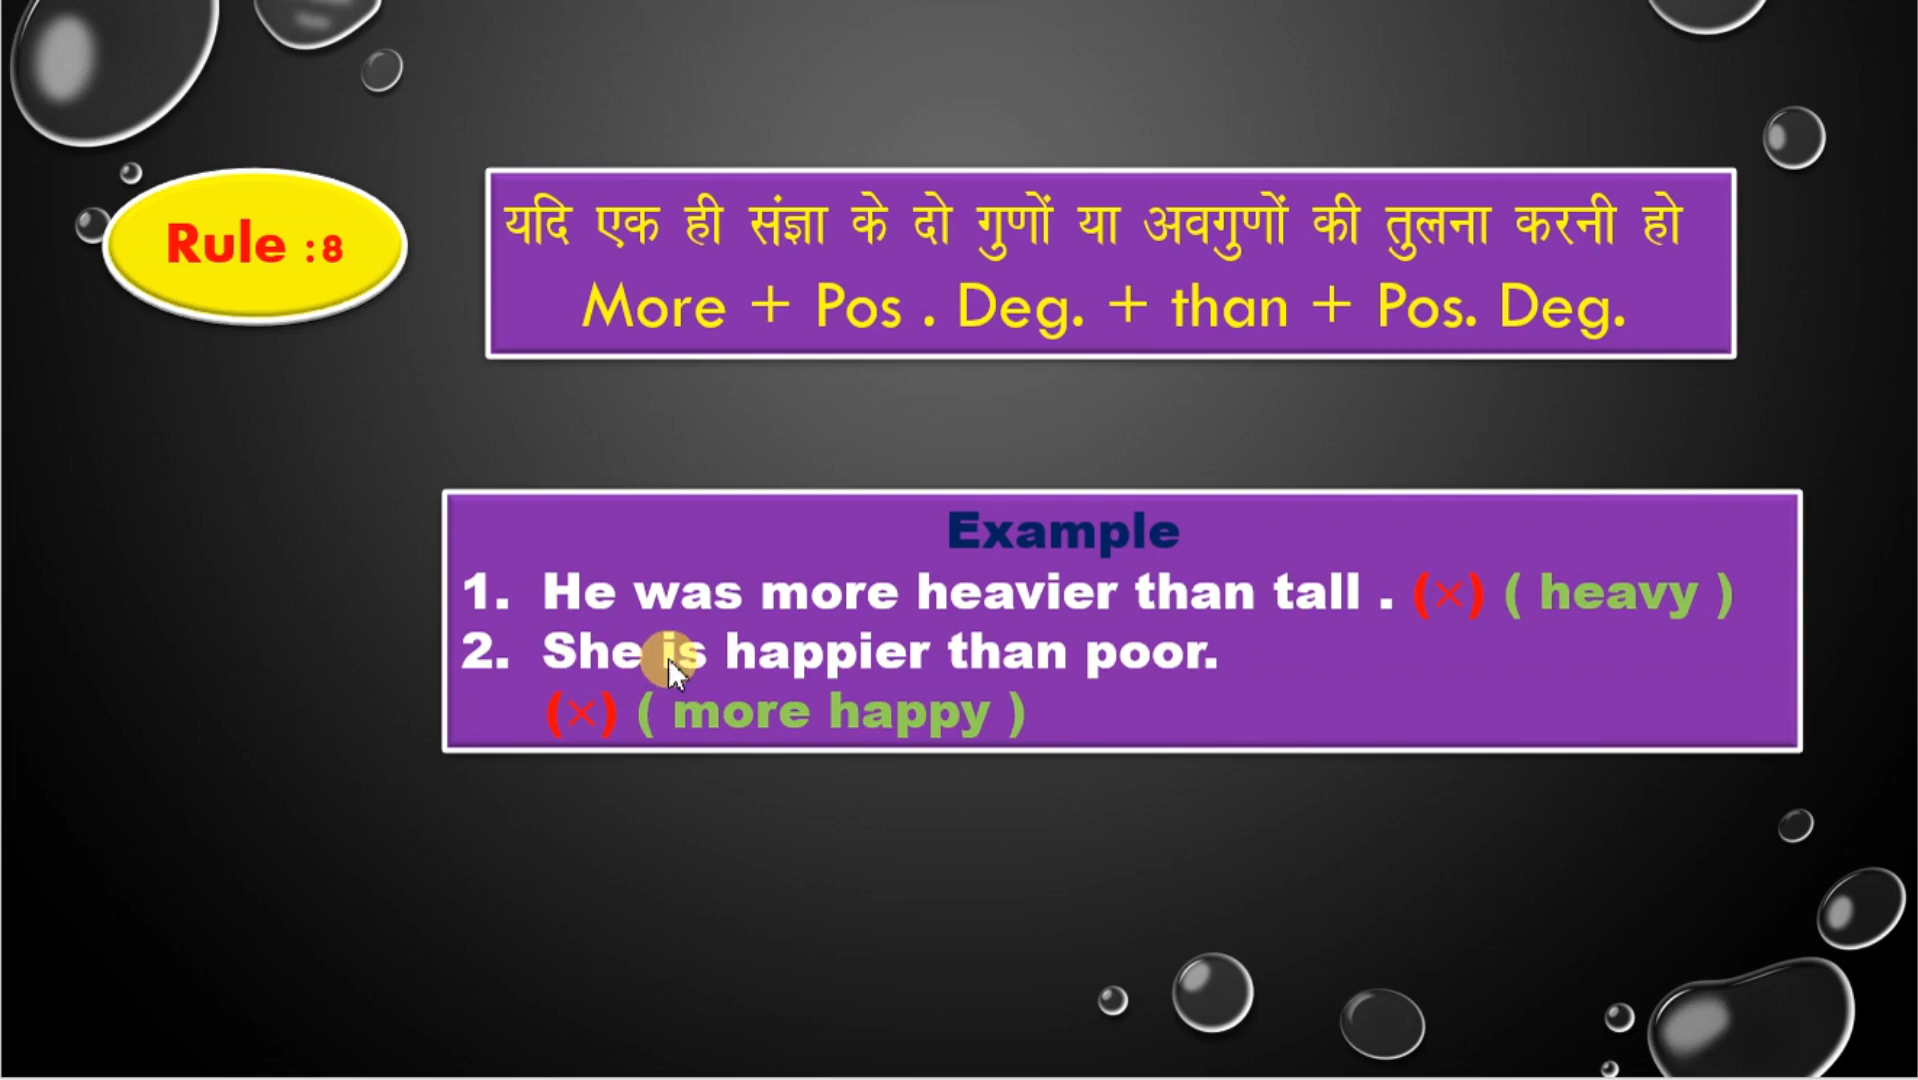 Rule :8
यदि एक ही संज्ञा के दो गुणों या अवगुणों की तुलना करनी हो
More + Pos . Deg. + than + Pos. Deg.
Example
1. He was more heavier than tall . (×) ( heavy )
2. She is happier than poor.
(×) ( more happy )